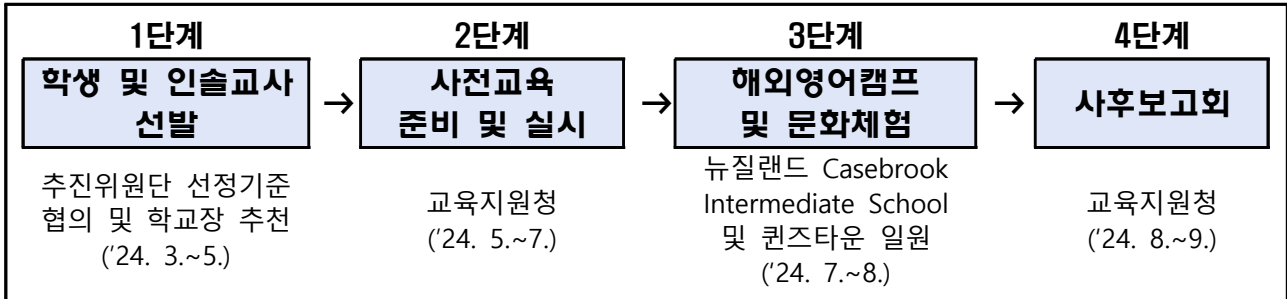 1단계
학생 및 인솔교사
선발
추진위원단 선정기준
협의 및 학교장 추천
('24. 3.~5.)
→
2단계
사전교육
준비 및 실시
교육지원청
('24. 5.~7.)
→
3단계
해외영어캠프
및 문화체험
뉴질랜드 Casebrook
Intermediate School
및 퀸즈타운 일원
('24. 7.~8.)
→
4단계
사후보고회
교육지원청
('24. 8.~9.)